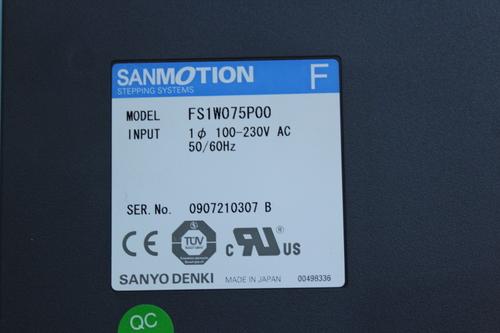 SANMOTION F
STEPPING SYSTEMS
MODEL FS1W075P00
INPUT 1ϕ 100-230V AC
50/60Hz
SER. No. 0907210307 B
CE TÜV c RU US
SANYO DENKI MADE IN JAPAN 00498336
QC